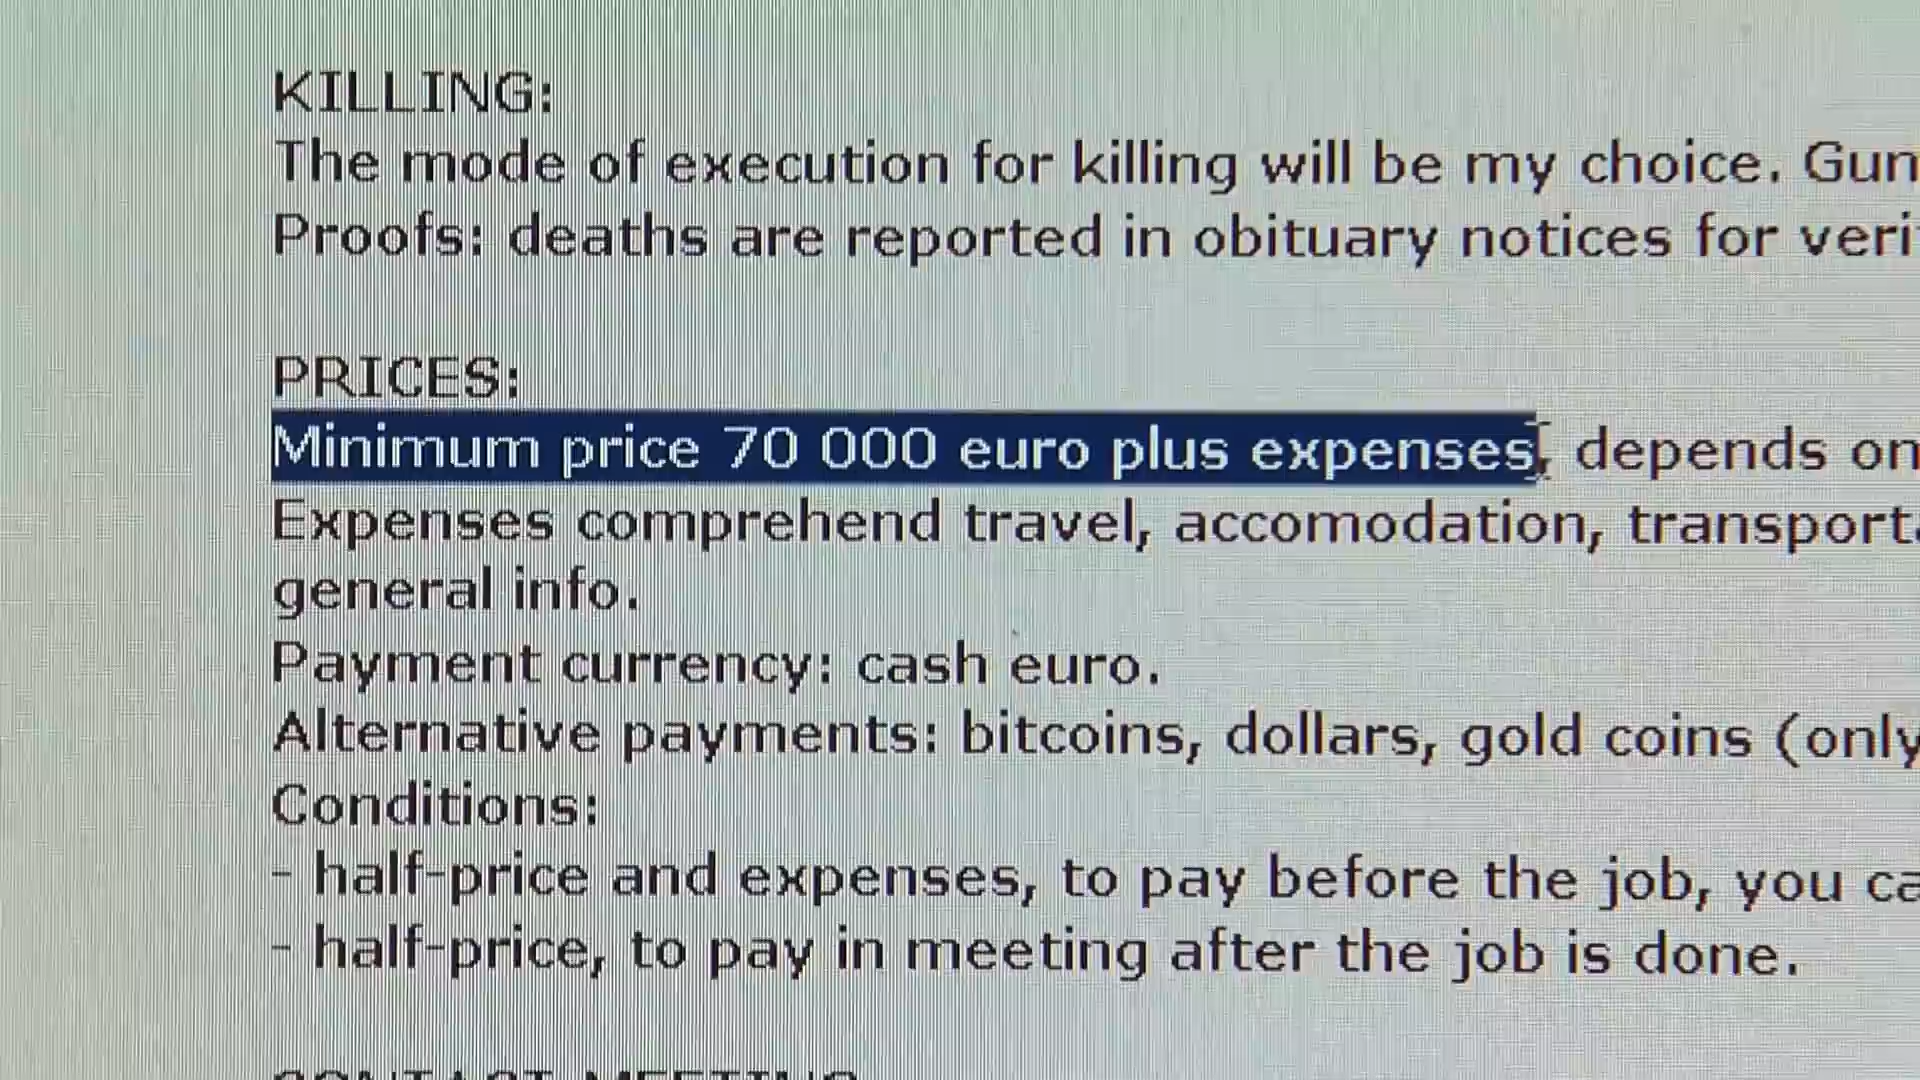 KILLING:
The mode of execution for killing will be my choice. Gun
Proofs: deaths are reported in obituary notices for veri
PRICES:
Minimum price 70 000 euro plus expenses, depends on
Expenses comprehend travel, accomodation, transport
general info.
Payment currency: cash euro.
Alternative payments: bitcoins, dollars, gold coins (only
Conditions:
- half-price and expenses, to pay before the job, you ca
- half-price, to pay in meeting after the job is done.